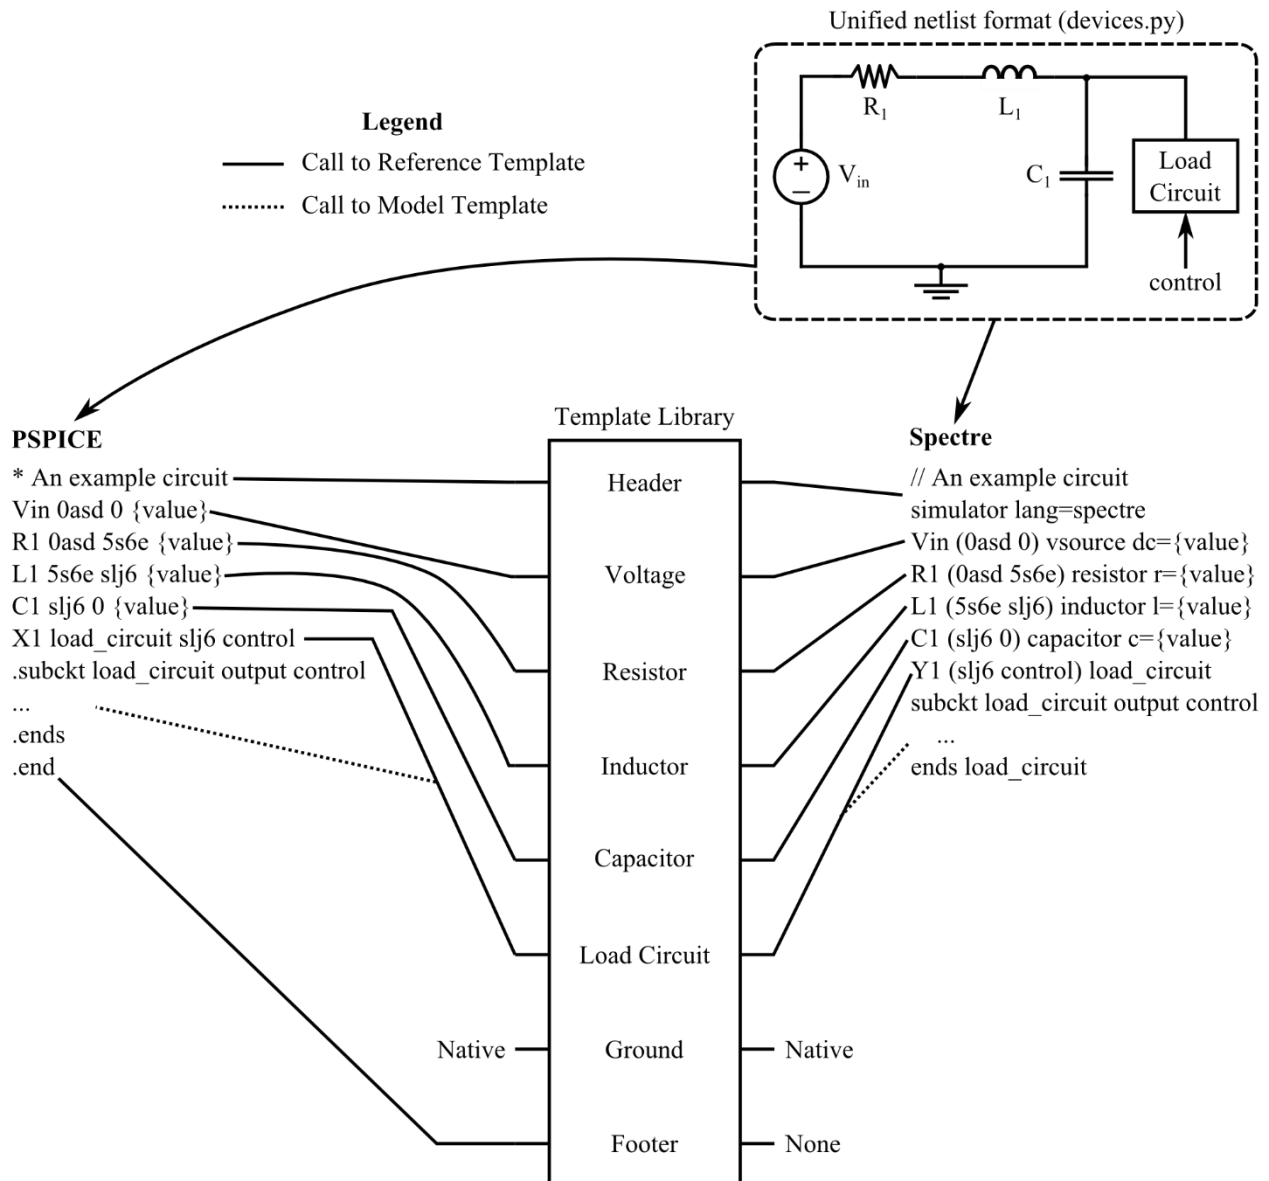 Unified netlist format (devices.py)
R1
L1
Vin
C1
Load
Circuit
control
Legend
Call to Reference Template
Call to Model Template
PSPICE
* An example circuit
Vin 0asd 0 {value}
R1 0asd 5s6e {value}
L1 5s6e slj6 {value}
C1 slj6 0 {value}
X1 load_circuit slj6 control
.subckt load_circuit output control
...
.ends
.end
Template Library
Header
Voltage
Resistor
Inductor
Capacitor
Load Circuit
Native
Ground
Native
Footer
None
Spectre
// An example circuit
simulator lang=spectre
Vin (0asd 0) vsource dc={value}
R1 (0asd 5s6e) resistor r={value}
L1 (5s6e slj6) inductor l={value}
C1 (slj6 0) capacitor c={value}
Y1 (slj6 control) load_circuit
subckt load_circuit output control
...
ends load_circuit